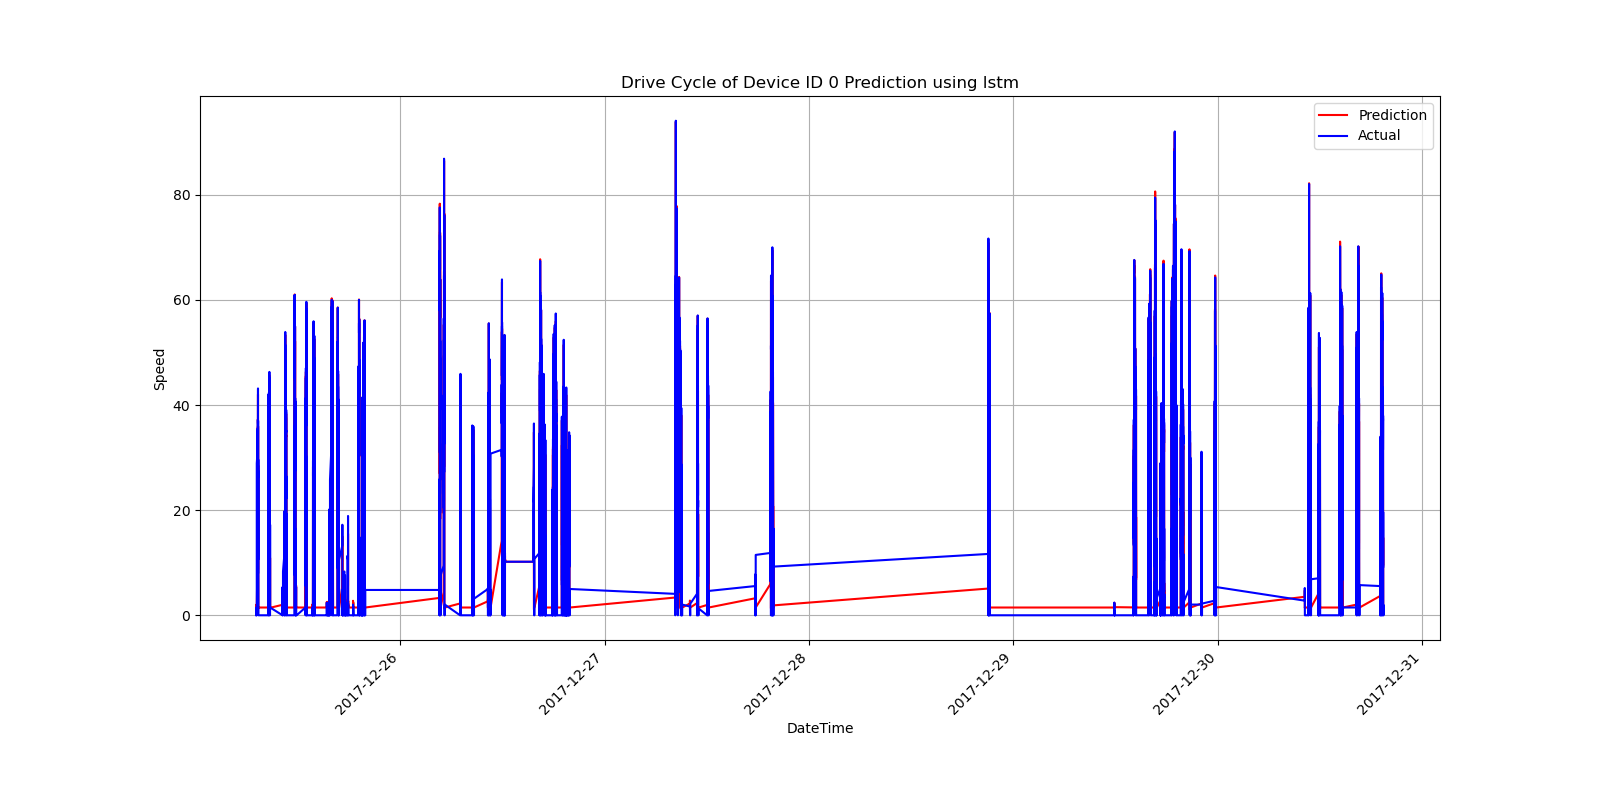 Drive Cycle of Device ID 0 Prediction using lstm
Prediction
Actual
Speed
80
60
40
20
0
2017-12-26
2017-12-27
2017-12-28
2017-12-29
2017-12-30
2017-12-31
DateTime